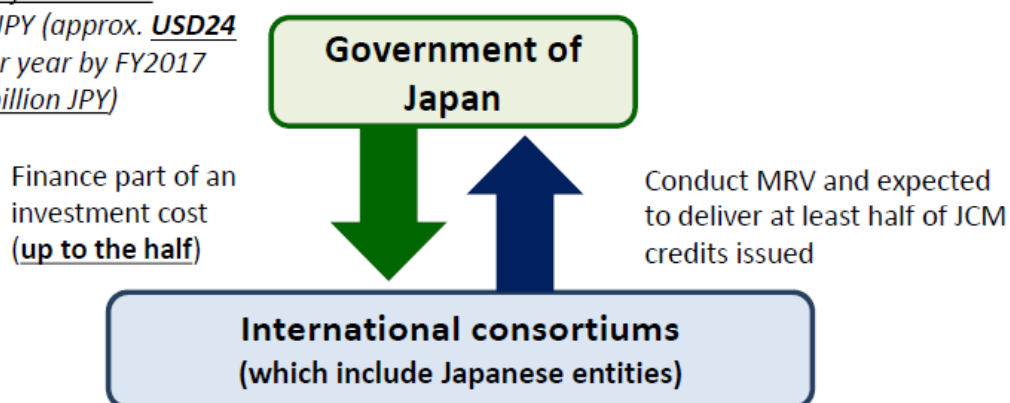 JPY (approx. USD24
r year by FY2017
illion JPY)
Government of
Japan
Finance part of an
investment cost
(up to the half)
Conduct MRV and expected
to deliver at least half of JCM
credits issued
International consortiums
(which include Japanese entities)